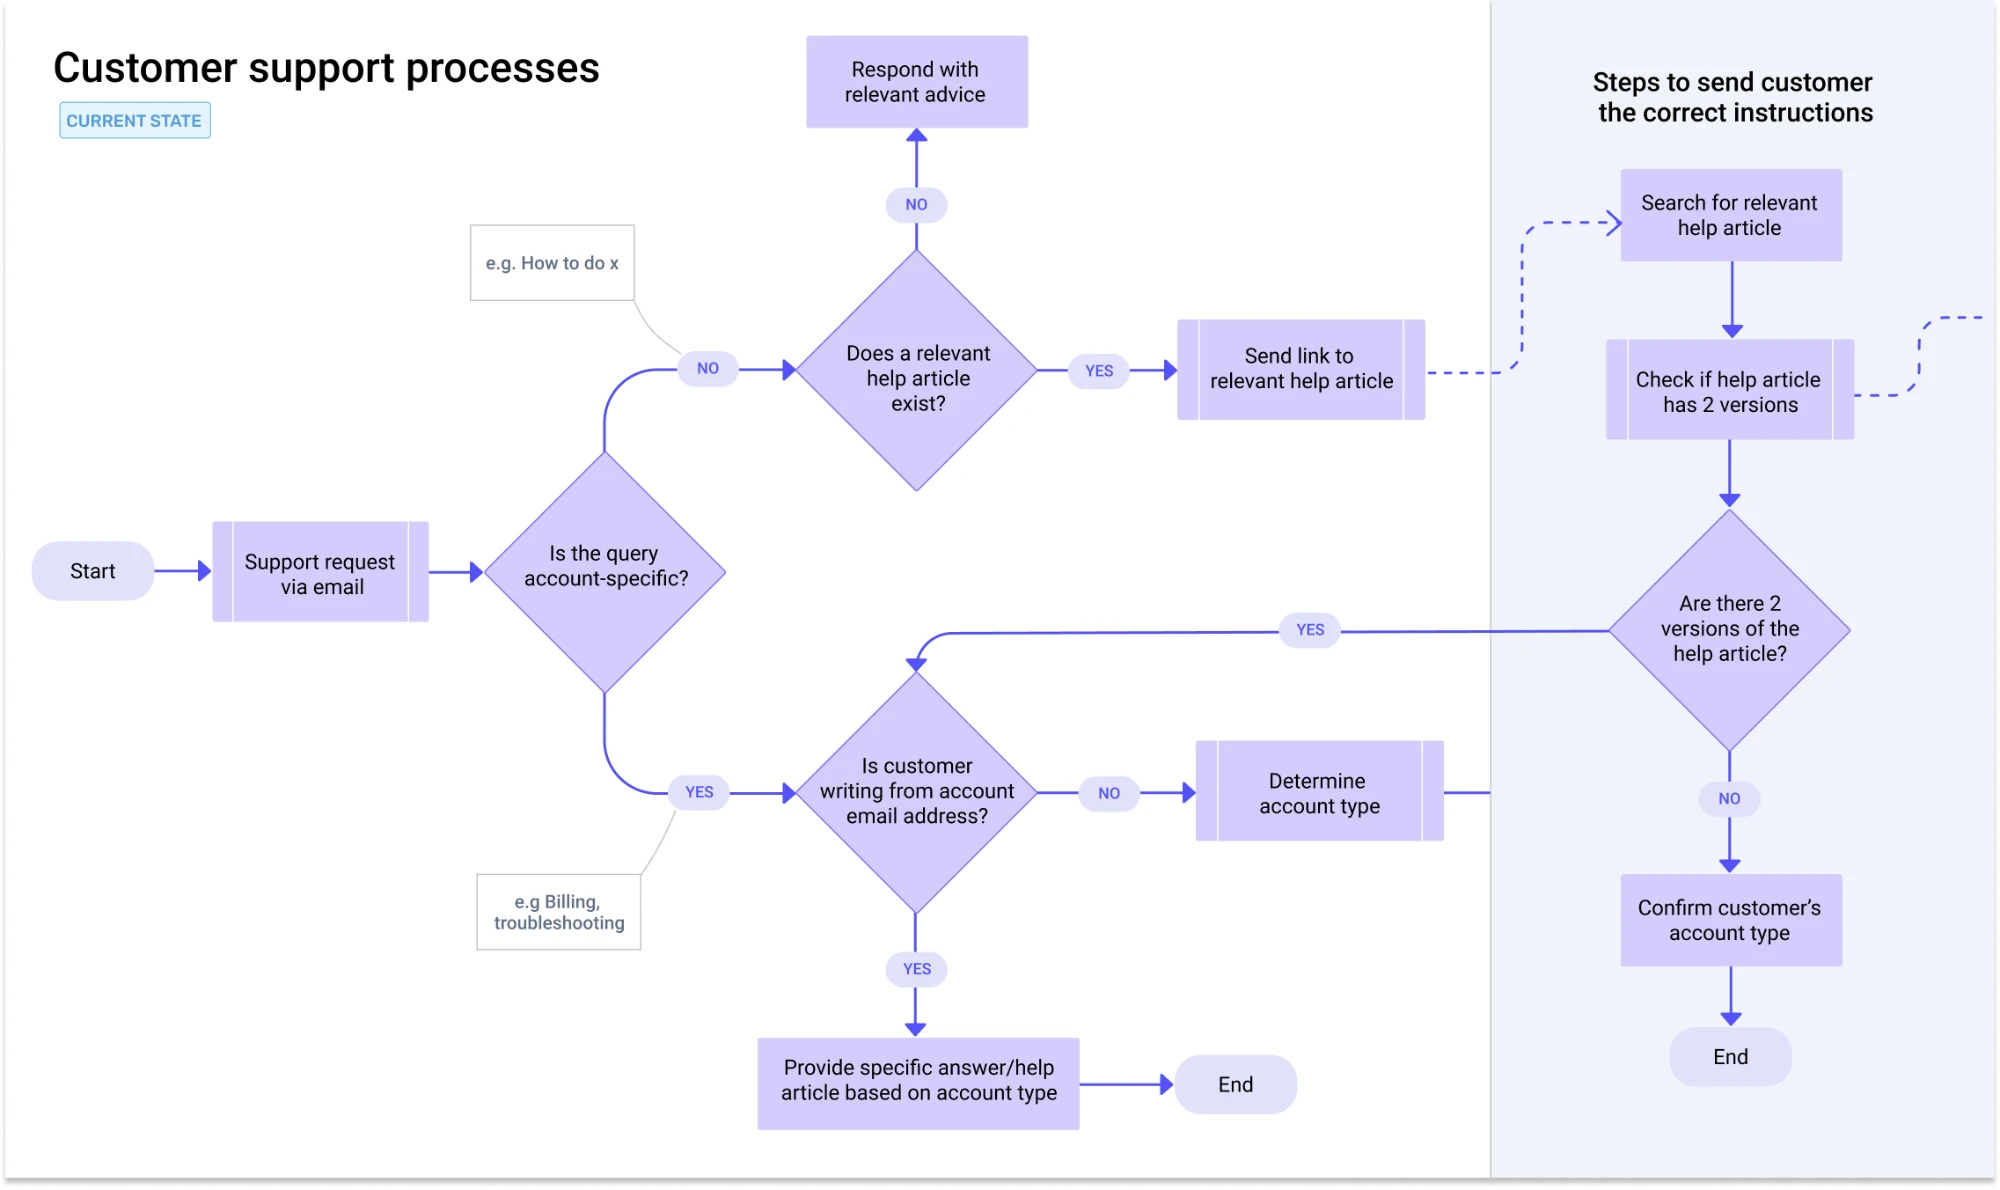 Customer support processes
CURRENT STATE
Respond with
relevant advice
NO
e.g. How to do x
NO
Does a relevant
help article
exist?
YES
Send link to
relevant help article
Start
Support request
via email
Is the query
account-specific?
YES
e.g Billing,
troubleshooting
Is customer
writing from account
email address?
NO
Determine
account type
YES
Provide specific answer/help
article based on account type
End
Steps to send customer
the correct instructions
Search for relevant
help article
Check if help article
has 2 versions
Are there 2
versions of the
help article?
YES
NO
Confirm customer’s
account type
End